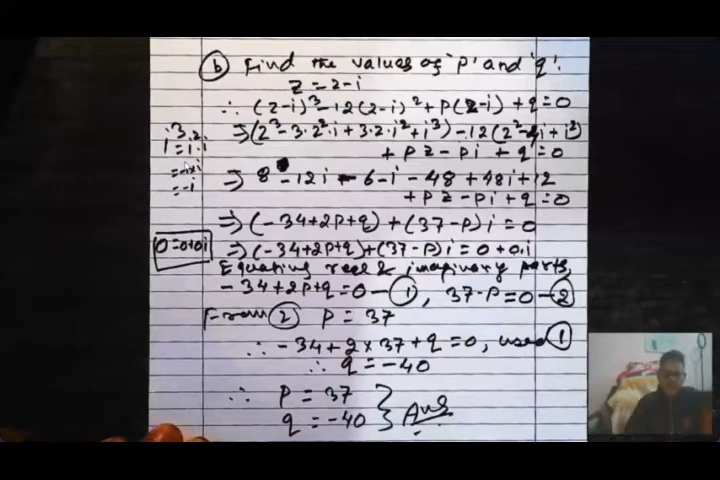 (b) Find the values of 'p' and 'q'.
z = 2-i
∴ (2-i)³ - 12(2-i)² + p(2-i) + q = 0
⇒ (2³ - 3.2².i + 3.2.i² + i³) - 12(2² - 4i + i²)
+ p2 - pi + q = 0
i³ = i².i
= -1×i
= -i
⇒ 8 - 12i - 6 - i - 48 + 48i + 12
+ p2 - pi + q = 0
⇒ (-34+2p+q) + (37-p)i = 0
0 = 0+0i
⇒ (-34+2p+q) + (37-p)i = 0 + 0.i
Equating real & imaginary parts,
-34+2p+q = 0 - (1), 37-p = 0 - (2)
From (2) p = 37
∴ -34 + 2×37 + q = 0, used (1)
∴ q = -40
∴ p = 37
q = -40 } Ans